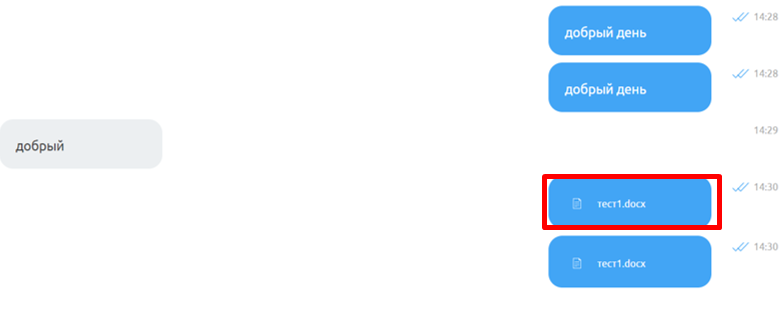 добрый день
14:28
добрый день
14:28
добрый
14:29
тест1.docx
14:30
тест1.docx
14:30